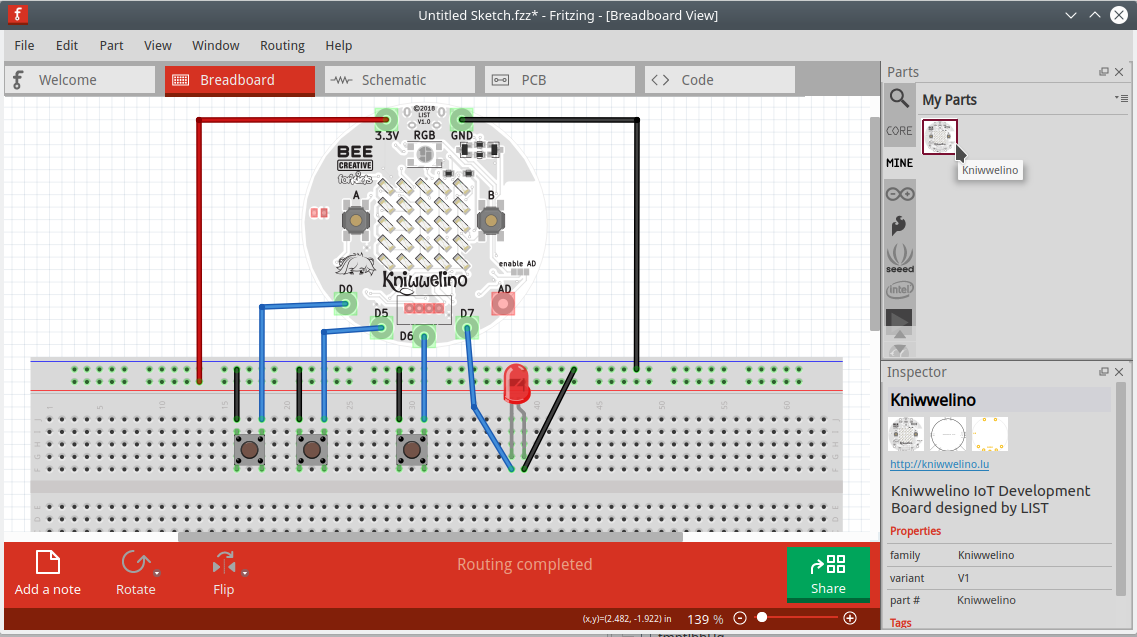 Untitled Sketch.fzz* - Fritzing - [Breadboard View]
File Edit Part View Window Routing Help
Welcome
Breadboard
Schematic
PCB
Code
©2018
LIST
V1.0
3.3V RGB GND
BEE
CREATIVE
A
B
enable AD
Kniwwelino
D0
AD
D5
D7
D6
Add a note
Rotate
Flip
Routing completed
Share
(x,y)=(2.482, -1.922) in
139 %
Parts
My Parts
CORE
MINE
seeed
intel
Kniwwelino
Inspector
Kniwwelino
http://kniwwelino.lu
Kniwwelino IoT Development
Board designed by LIST
Properties
family Kniwwelino
variant V1
part # Kniwwelino
Tags